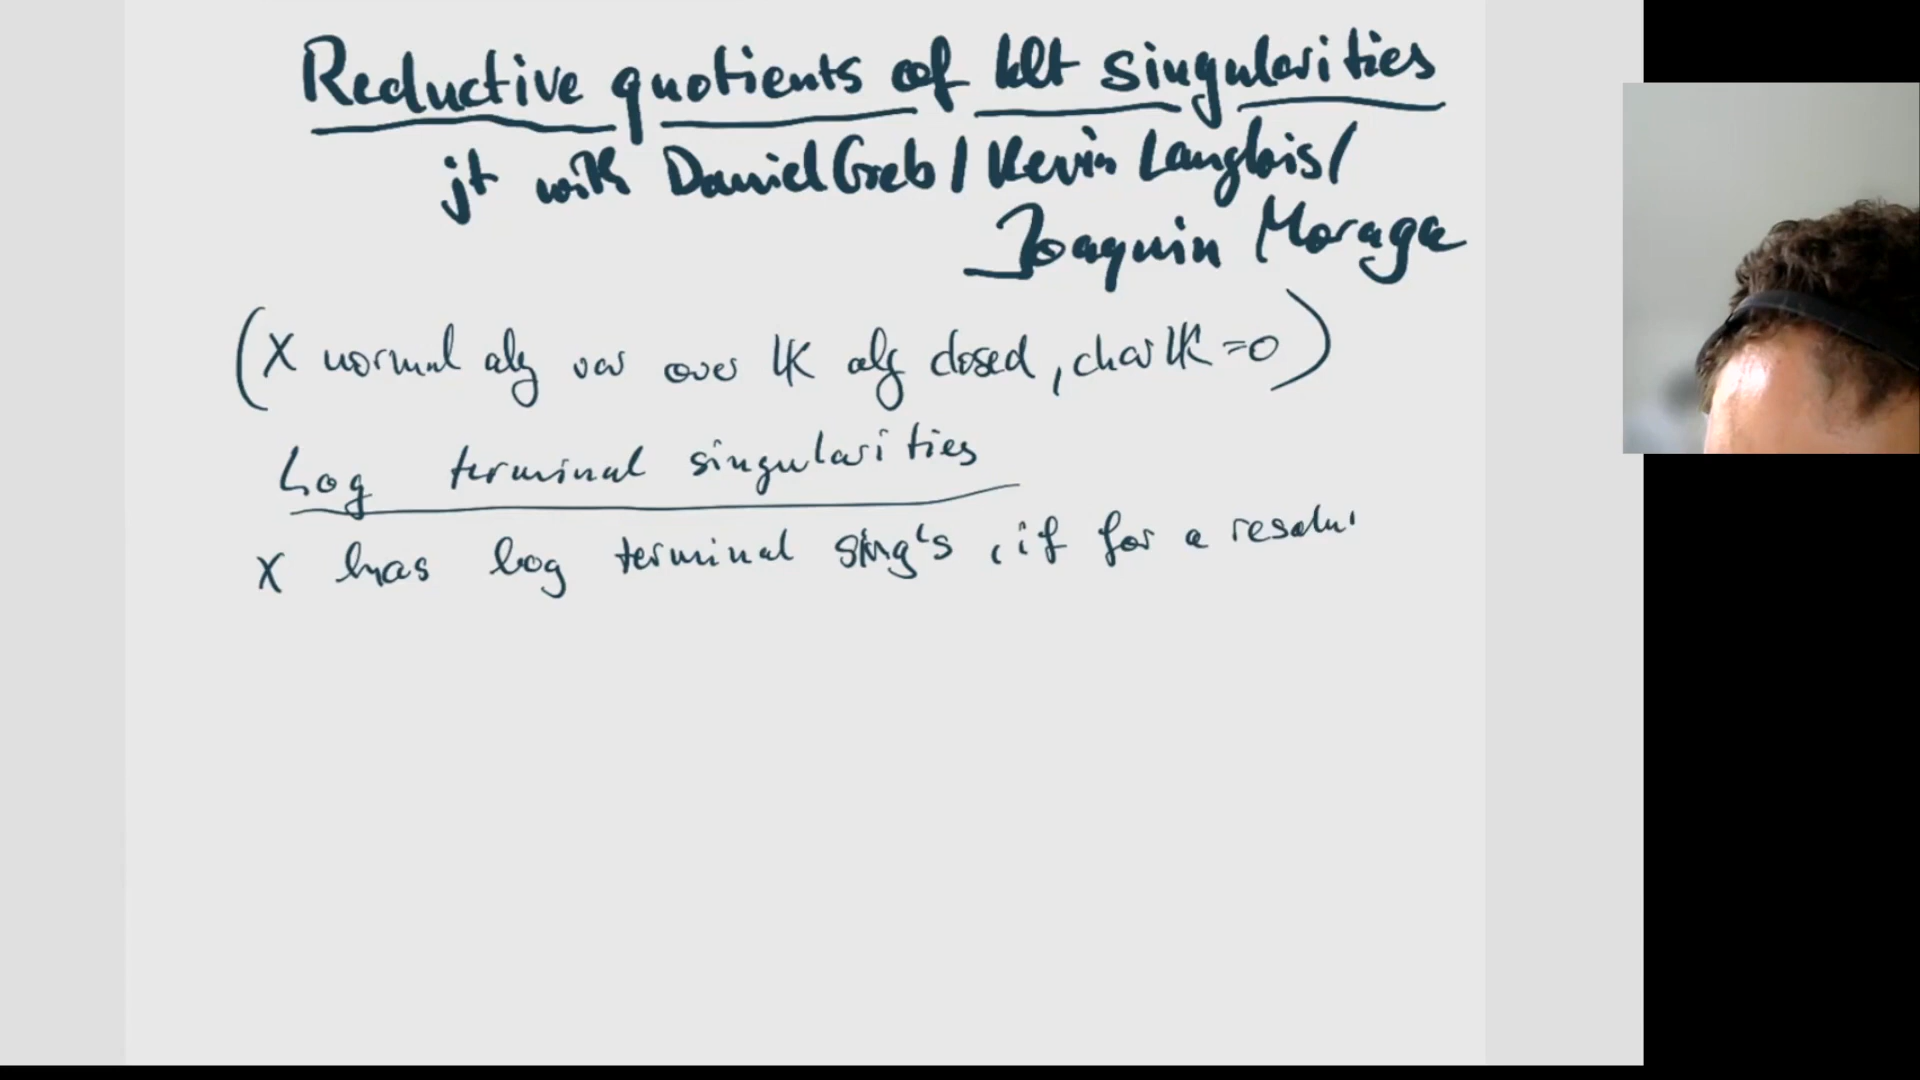 Reductive quotients of klt singularities
jt with Daniel Greb / Kevin Langlois /
Joaquin Moraga
(X normal alg var over K alg closed, char K = 0)
Log terminal singularities
X has log terminal sing's, if for a resolu